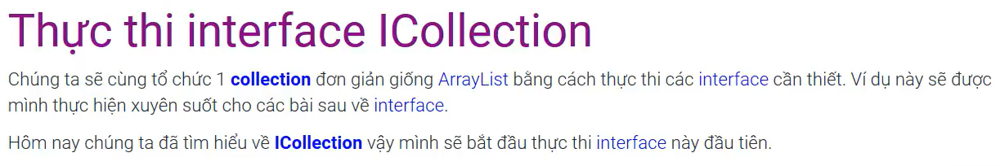 Thực thi interface ICollection
Chúng ta sẽ cùng tổ chức 1 collection đơn giản giống ArrayList bằng cách thực thi các interface cần thiết. Ví dụ này sẽ được
mình thực hiện xuyên suốt cho các bài sau về interface.
Hôm nay chúng ta đã tìm hiểu về ICollection vậy mình sẽ bắt đầu thực thi interface này đầu tiên.